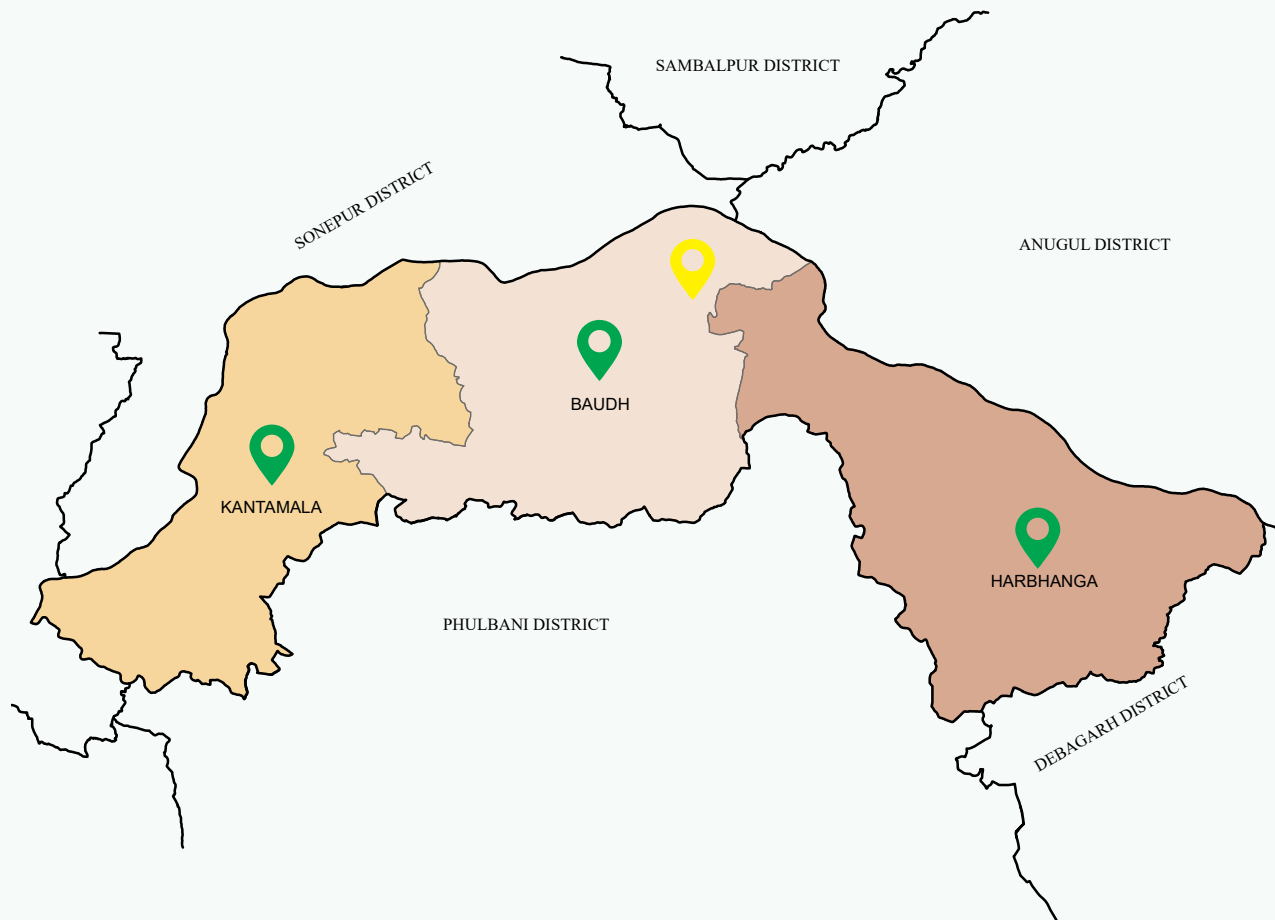 SAMBALPUR DISTRICT
SONEPUR DISTRICT
ANUGUL DISTRICT
BAUDH
KANTAMALA
HARBHANGA
PHULBANI DISTRICT
DEBAGARH DISTRICT